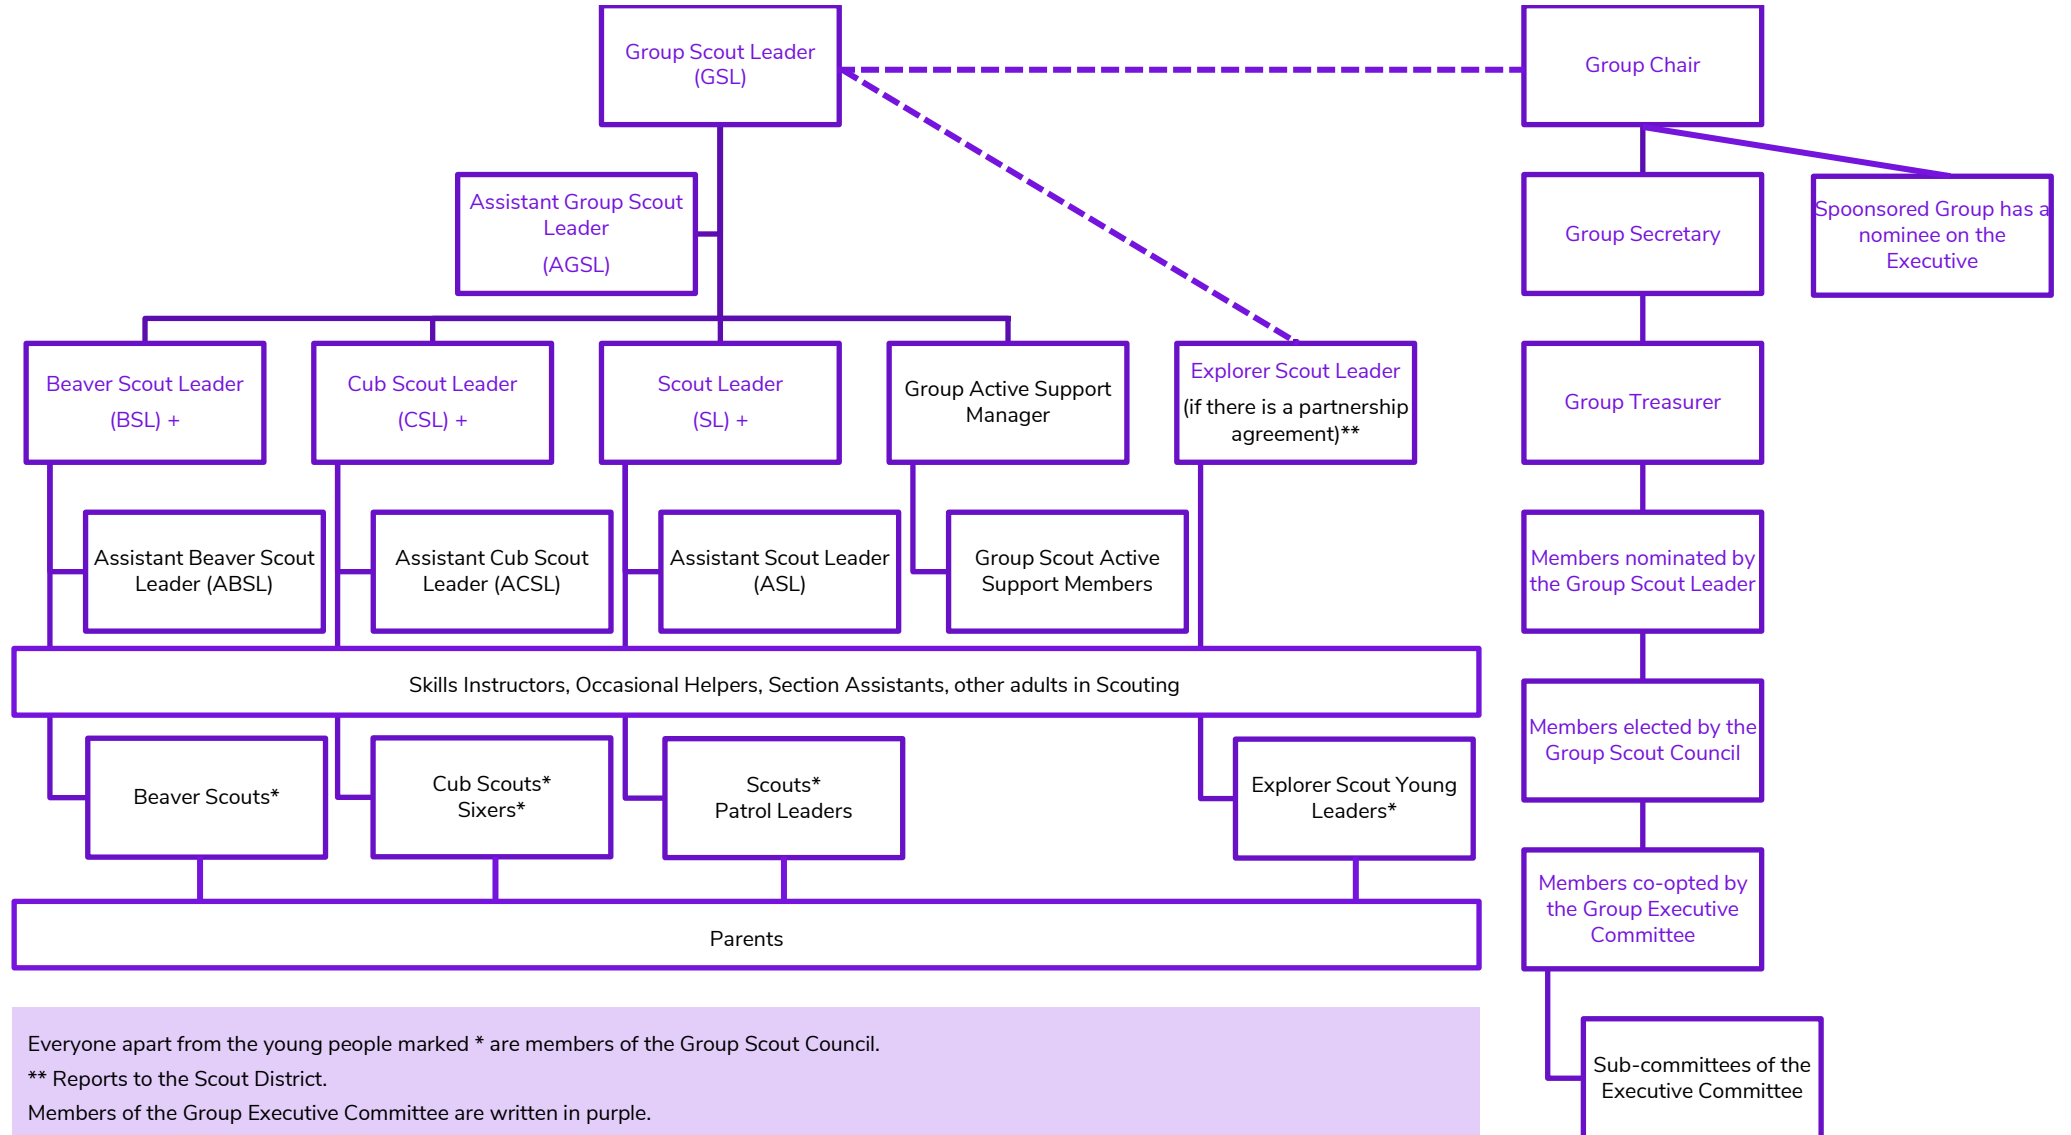 Group Scout Leader
(GSL)
Group Chair
Assistant Group Scout
Leader
(AGSL)
Group Secretary
Spoonsored Group has a
nominee on the
Executive
Beaver Scout Leader
(BSL) +
Cub Scout Leader
(CSL) +
Scout Leader
(SL) +
Group Active Support
Manager
Explorer Scout Leader
(if there is a partnership
agreement)**
Group Treasurer
Assistant Beaver Scout
Leader (ABSL)
Assistant Cub Scout
Leader (ACSL)
Assistant Scout Leader
(ASL)
Group Scout Active
Support Members
Members nominated by
the Group Scout Leader
Skills Instructors, Occasional Helpers, Section Assistants, other adults in Scouting
Members elected by the
Group Scout Council
Beaver Scouts*
Cub Scouts*
Sixers*
Scouts*
Patrol Leaders
Explorer Scout Young
Leaders*
Members co-opted by
the Group Executive
Committee
Parents
Sub-committees of the
Executive Committee
Everyone apart from the young people marked * are members of the Group Scout Council.
** Reports to the Scout District.
Members of the Group Executive Committee are written in purple.